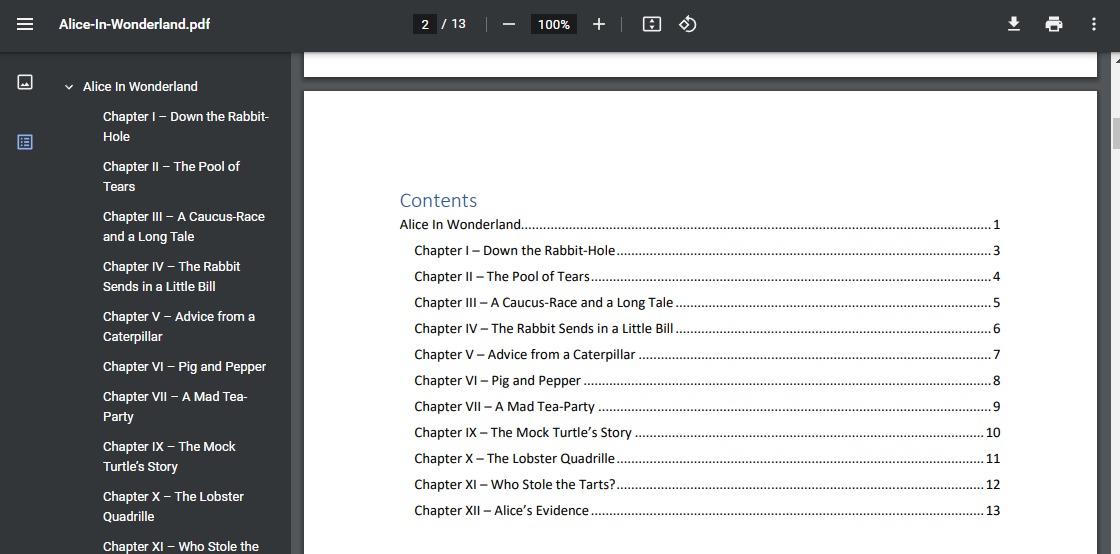 Alice-In-Wonderland.pdf
2 / 13
100%
Alice In Wonderland
Chapter I – Down the Rabbit-
Hole
Chapter II – The Pool of
Tears
Chapter III – A Caucus-Race
and a Long Tale
Chapter IV – The Rabbit
Sends in a Little Bill
Chapter V – Advice from a
Caterpillar
Chapter VI – Pig and Pepper
Chapter VII – A Mad Tea-
Party
Chapter IX – The Mock
Turtle's Story
Chapter X – The Lobster
Quadrille
Chapter XI – Who Stole the
Contents
Alice In Wonderland 1
Chapter I – Down the Rabbit-Hole 3
Chapter II – The Pool of Tears 4
Chapter III – A Caucus-Race and a Long Tale 5
Chapter IV – The Rabbit Sends in a Little Bill 6
Chapter V – Advice from a Caterpillar 7
Chapter VI – Pig and Pepper 8
Chapter VII – A Mad Tea-Party 9
Chapter IX – The Mock Turtle’s Story 10
Chapter X – The Lobster Quadrille 11
Chapter XI – Who Stole the Tarts? 12
Chapter XII – Alice’s Evidence 13